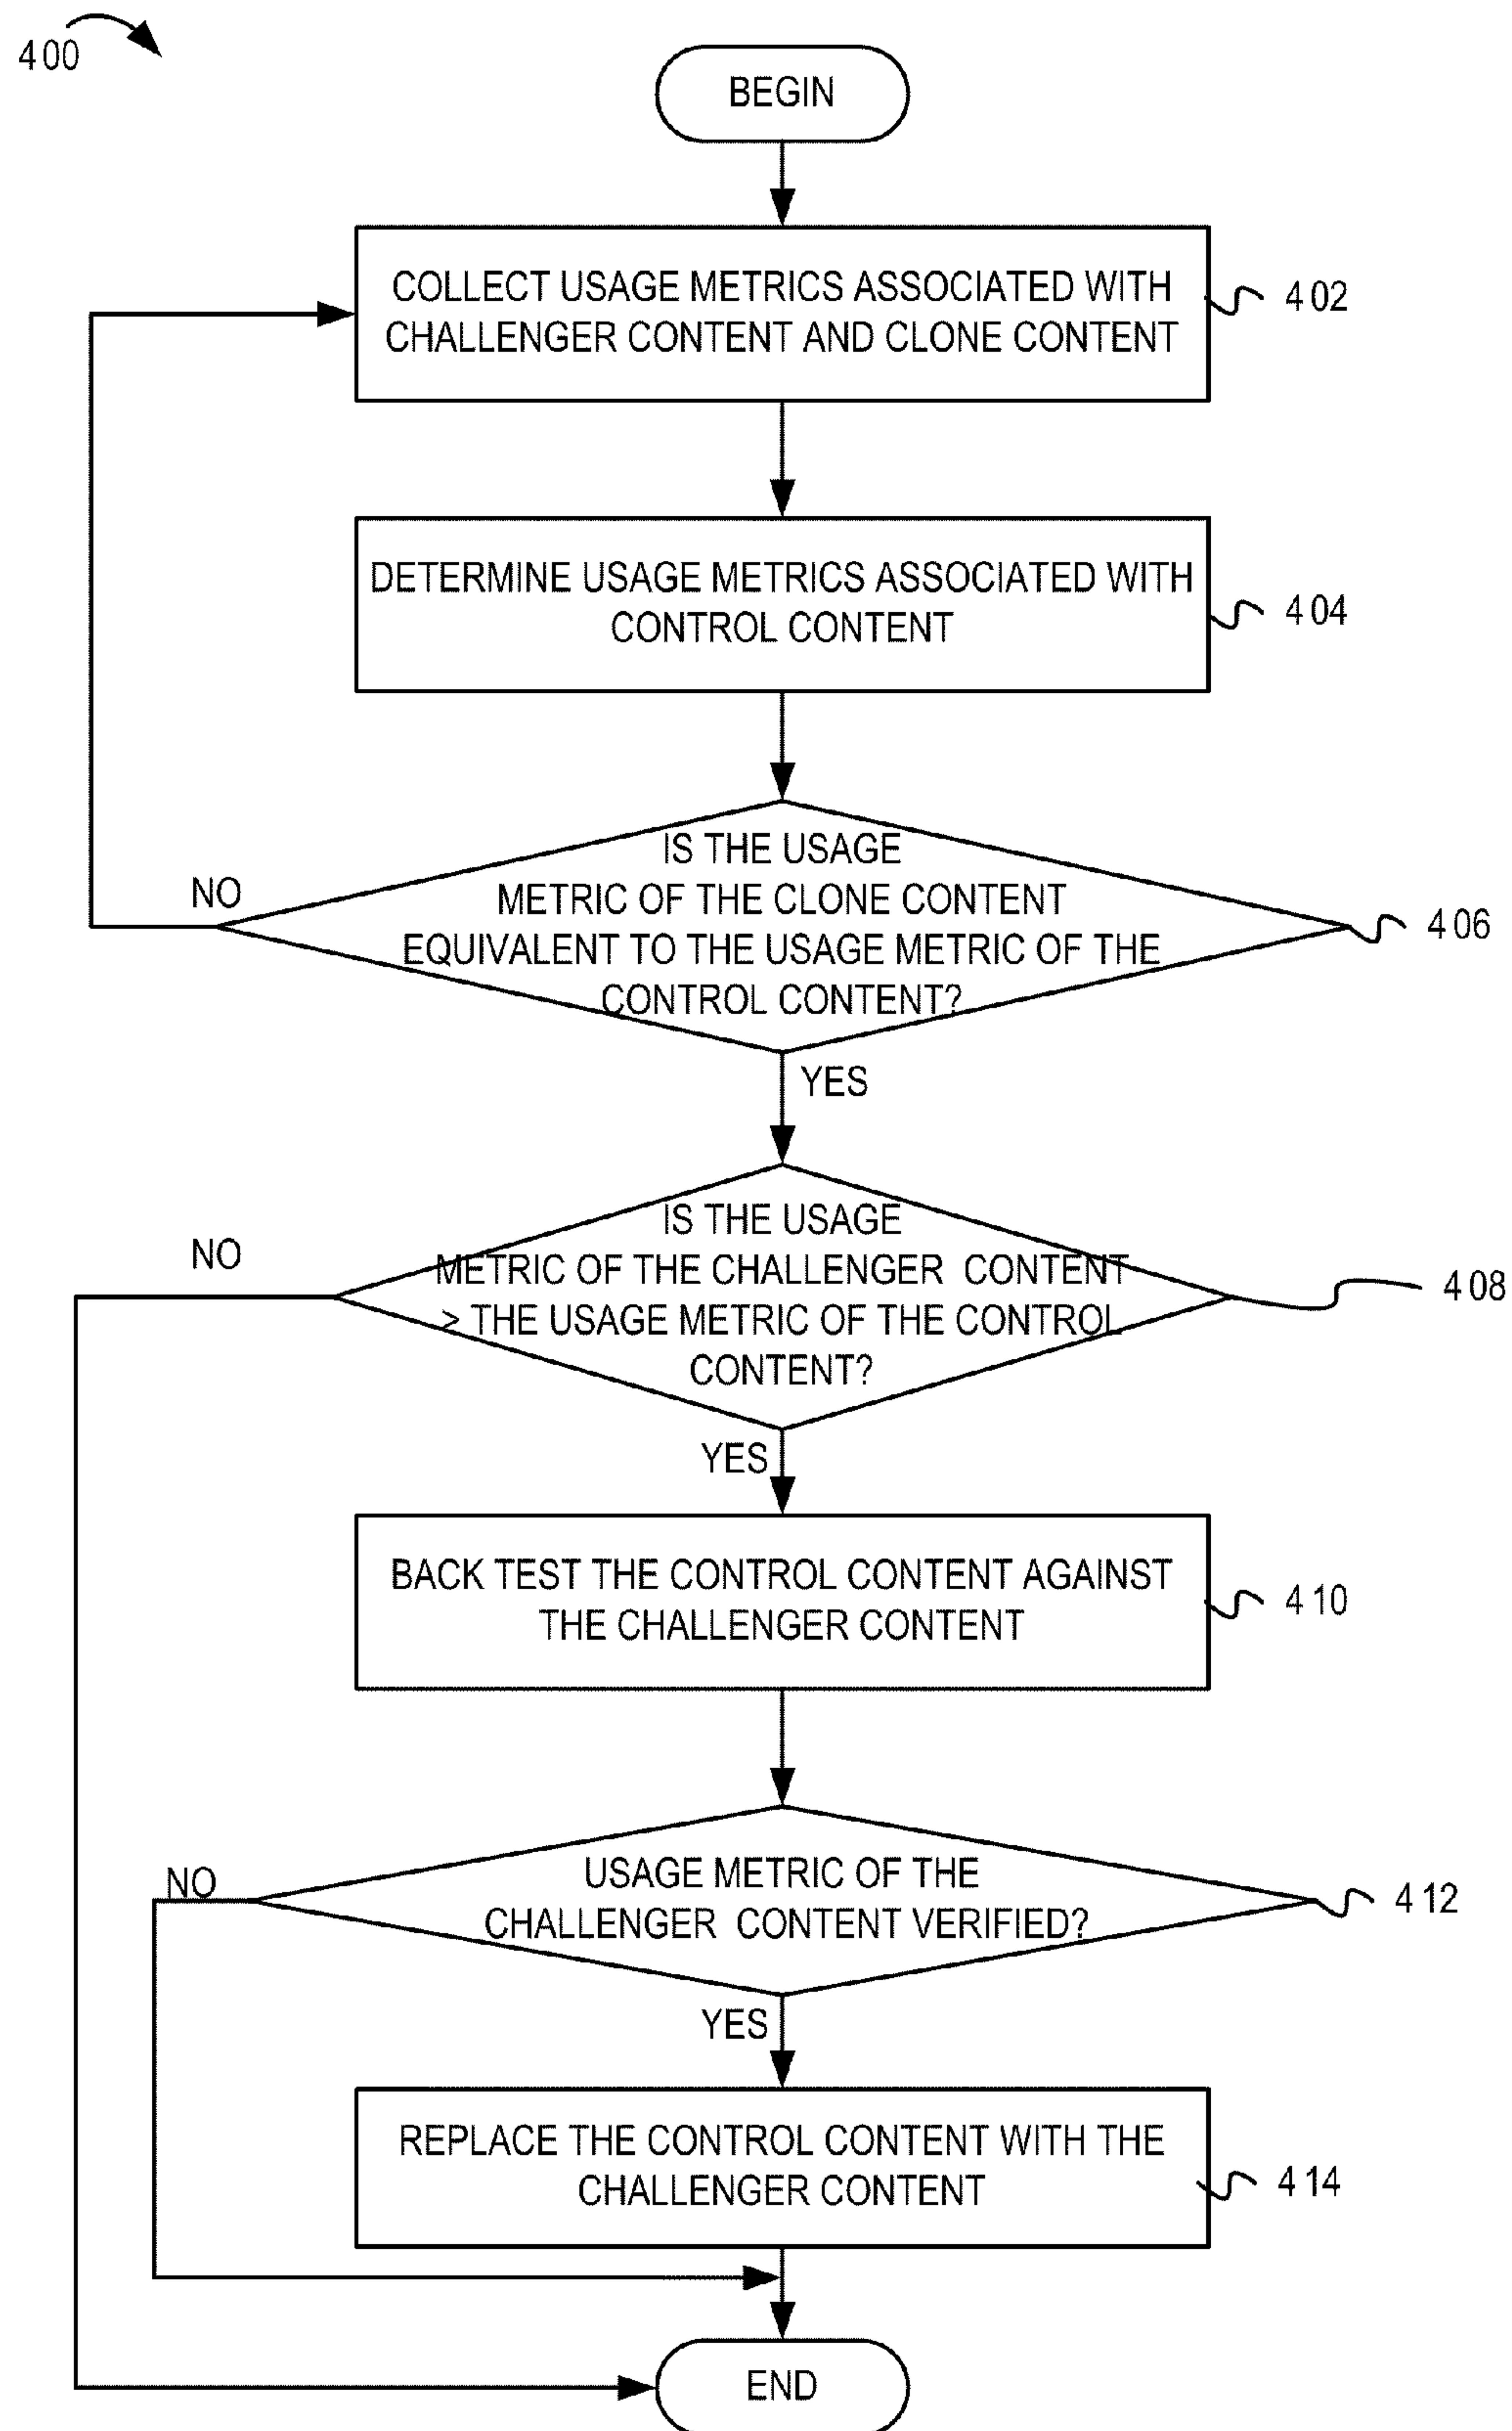 400
BEGIN
COLLECT USAGE METRICS ASSOCIATED WITH
CHALLENGER CONTENT AND CLONE CONTENT
402
DETERMINE USAGE METRICS ASSOCIATED WITH
CONTROL CONTENT
404
IS THE USAGE
METRIC OF THE CLONE CONTENT
EQUIVALENT TO THE USAGE METRIC OF THE
CONTROL CONTENT?
NO
406
YES
IS THE USAGE
METRIC OF THE CHALLENGER CONTENT
> THE USAGE METRIC OF THE CONTROL
CONTENT?
NO
408
YES
BACK TEST THE CONTROL CONTENT AGAINST
THE CHALLENGER CONTENT
410
USAGE METRIC OF THE
CHALLENGER CONTENT VERIFIED?
NO
412
YES
REPLACE THE CONTROL CONTENT WITH THE
CHALLENGER CONTENT
414
END